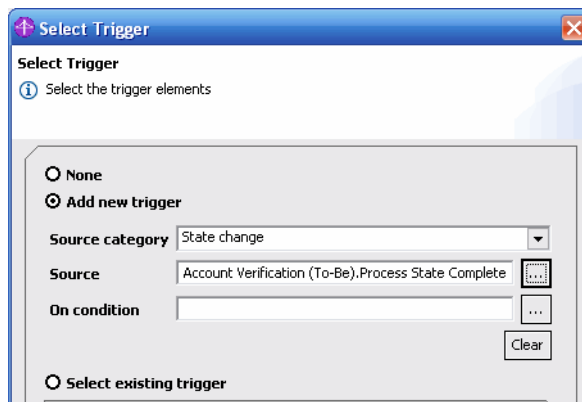 Select Trigger
Select Trigger
Select the trigger elements
None
Add new trigger
Source category State change
Source Account Verification (To-Be).Process State Complete ...
On condition ...
Clear
Select existing trigger